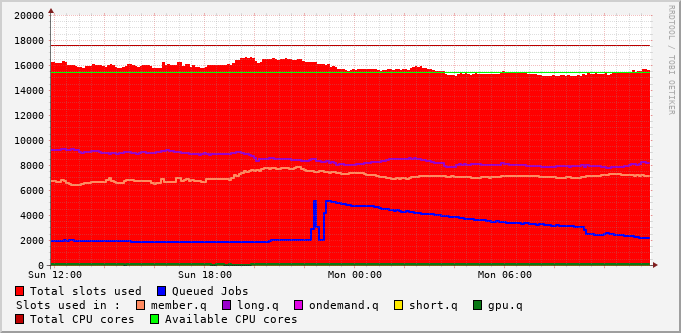 20000
18000
16000
14000
12000
10000
8000
6000
4000
2000
0
Sun 12:00 Sun 18:00 Mon 00:00 Mon 06:00
RRDTOOL / TOBI OETIKER
Total slots used Queued Jobs
Slots used in : member.q long.q ondemand.q short.q gpu.q
Total CPU cores Available CPU cores